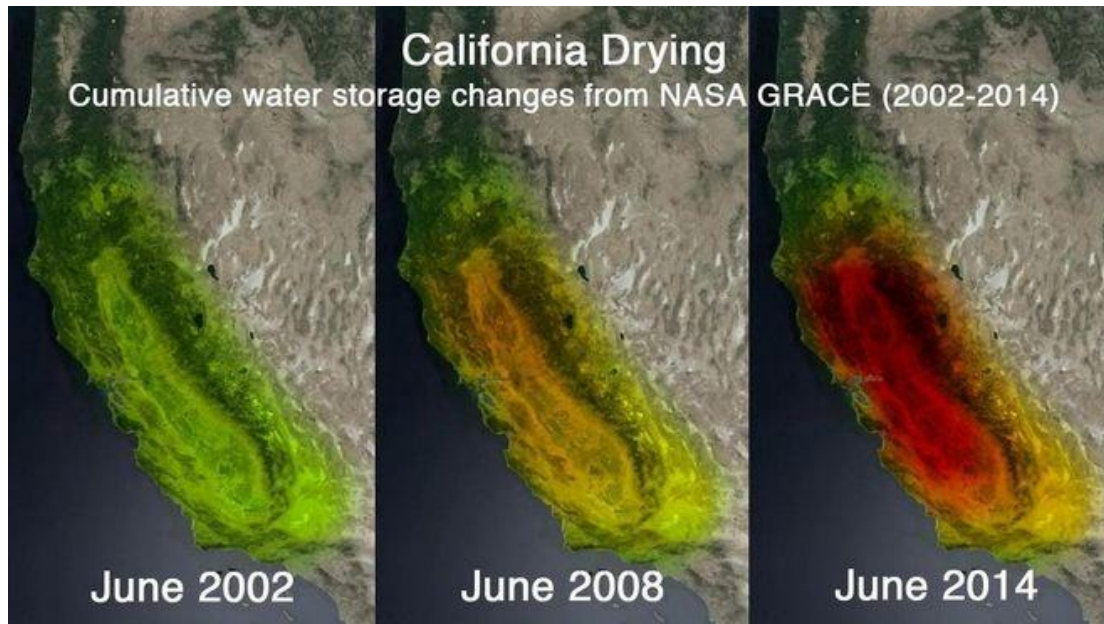 California Drying
Cumulative water storage changes from NASA GRACE (2002-2014)
June 2002
June 2008
June 2014